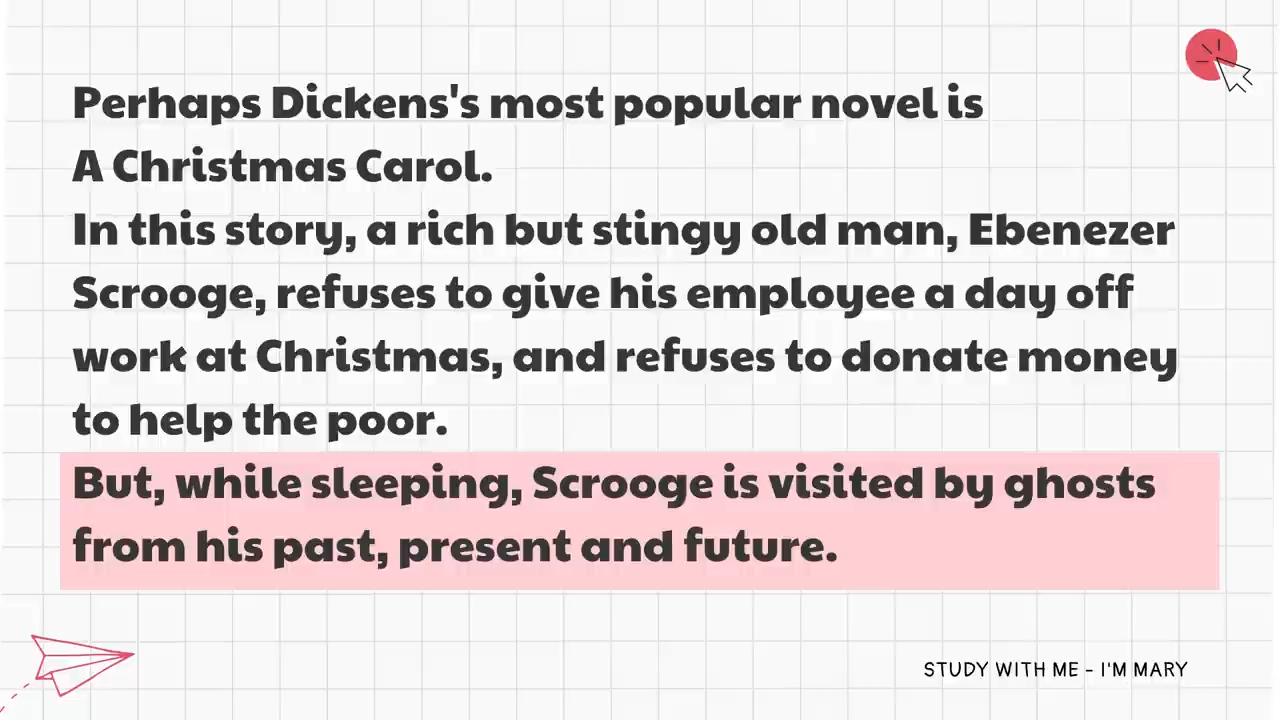 Perhaps Dickens's most popular novel is
A Christmas Carol.
In this story, a rich but stingy old man, Ebenezer
Scrooge, refuses to give his employee a day off
work at Christmas, and refuses to donate money
to help the poor.
But, while sleeping, Scrooge is visited by ghosts
from his past, present and future.
STUDY WITH ME - I'M MARY